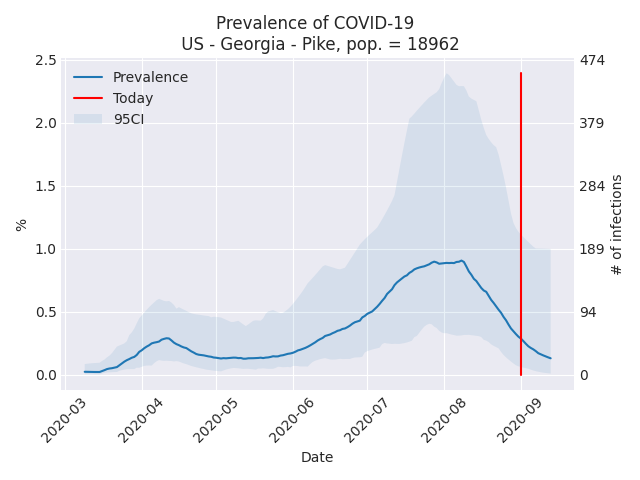 Prevalence of COVID-19
US - Georgia - Pike, pop. = 18962
Prevalence
Today
95CI
2.5
2.0
1.5
1.0
0.5
0.0
%
474
379
284
189
94
0
# of infections
2020-03
2020-04
2020-05
2020-06
2020-07
2020-08
2020-09
Date